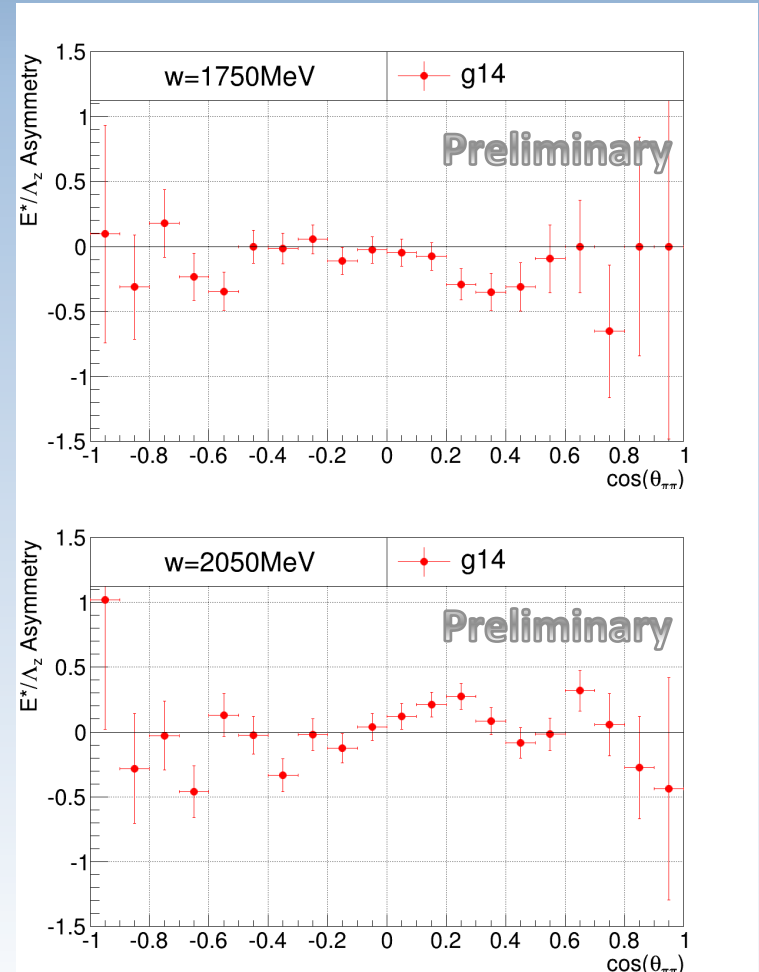 w=1750MeV
g14
Preliminary
E*/Λz Asymmetry
1.5
1
0.5
0
-0.5
-1
-1.5
-1 -0.8 -0.6 -0.4 -0.2 0 0.2 0.4 0.6 0.8 1
cos(θππ)
w=2050MeV
g14
Preliminary
E*/Λz Asymmetry
1.5
1
0.5
0
-0.5
-1
-1.5
-1 -0.8 -0.6 -0.4 -0.2 0 0.2 0.4 0.6 0.8 1
cos(θππ)